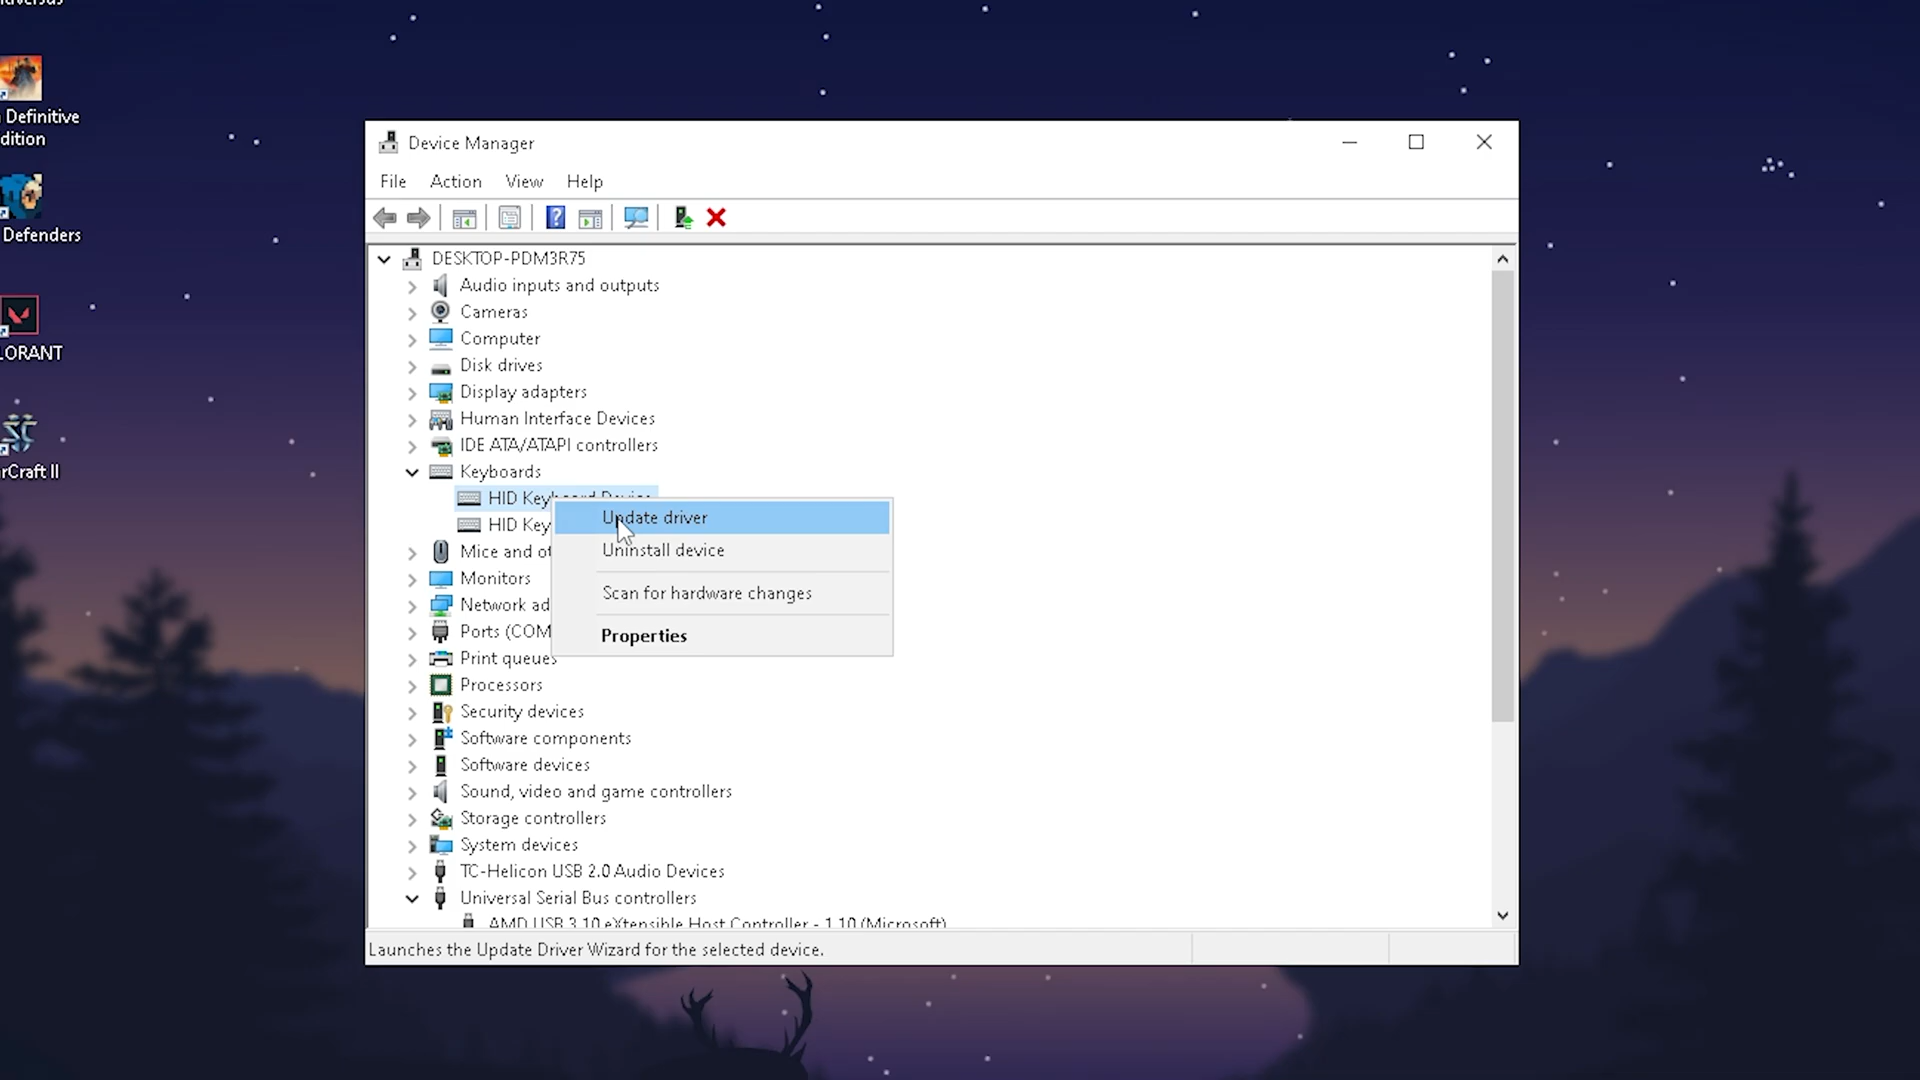 Definitive
dition
Defenders
LORANT
rCraft II
Device Manager
File Action View Help
DESKTOP-PDM3R75
Audio inputs and outputs
Cameras
Computer
Disk drives
Display adapters
Human Interface Devices
IDE ATA/ATAPI controllers
Keyboards
HID Keyboard Device
HID Key
Mice and ot
Monitors
Network ad
Ports (COM
Print queues
Processors
Security devices
Software components
Software devices
Sound, video and game controllers
Storage controllers
System devices
TC-Helicon USB 2.0 Audio Devices
Universal Serial Bus controllers
AMD USB 3.10 eXtensible Host Controller - 1.10 (Microsoft)
Update driver
Uninstall device
Scan for hardware changes
Properties
Launches the Update Driver Wizard for the selected device.